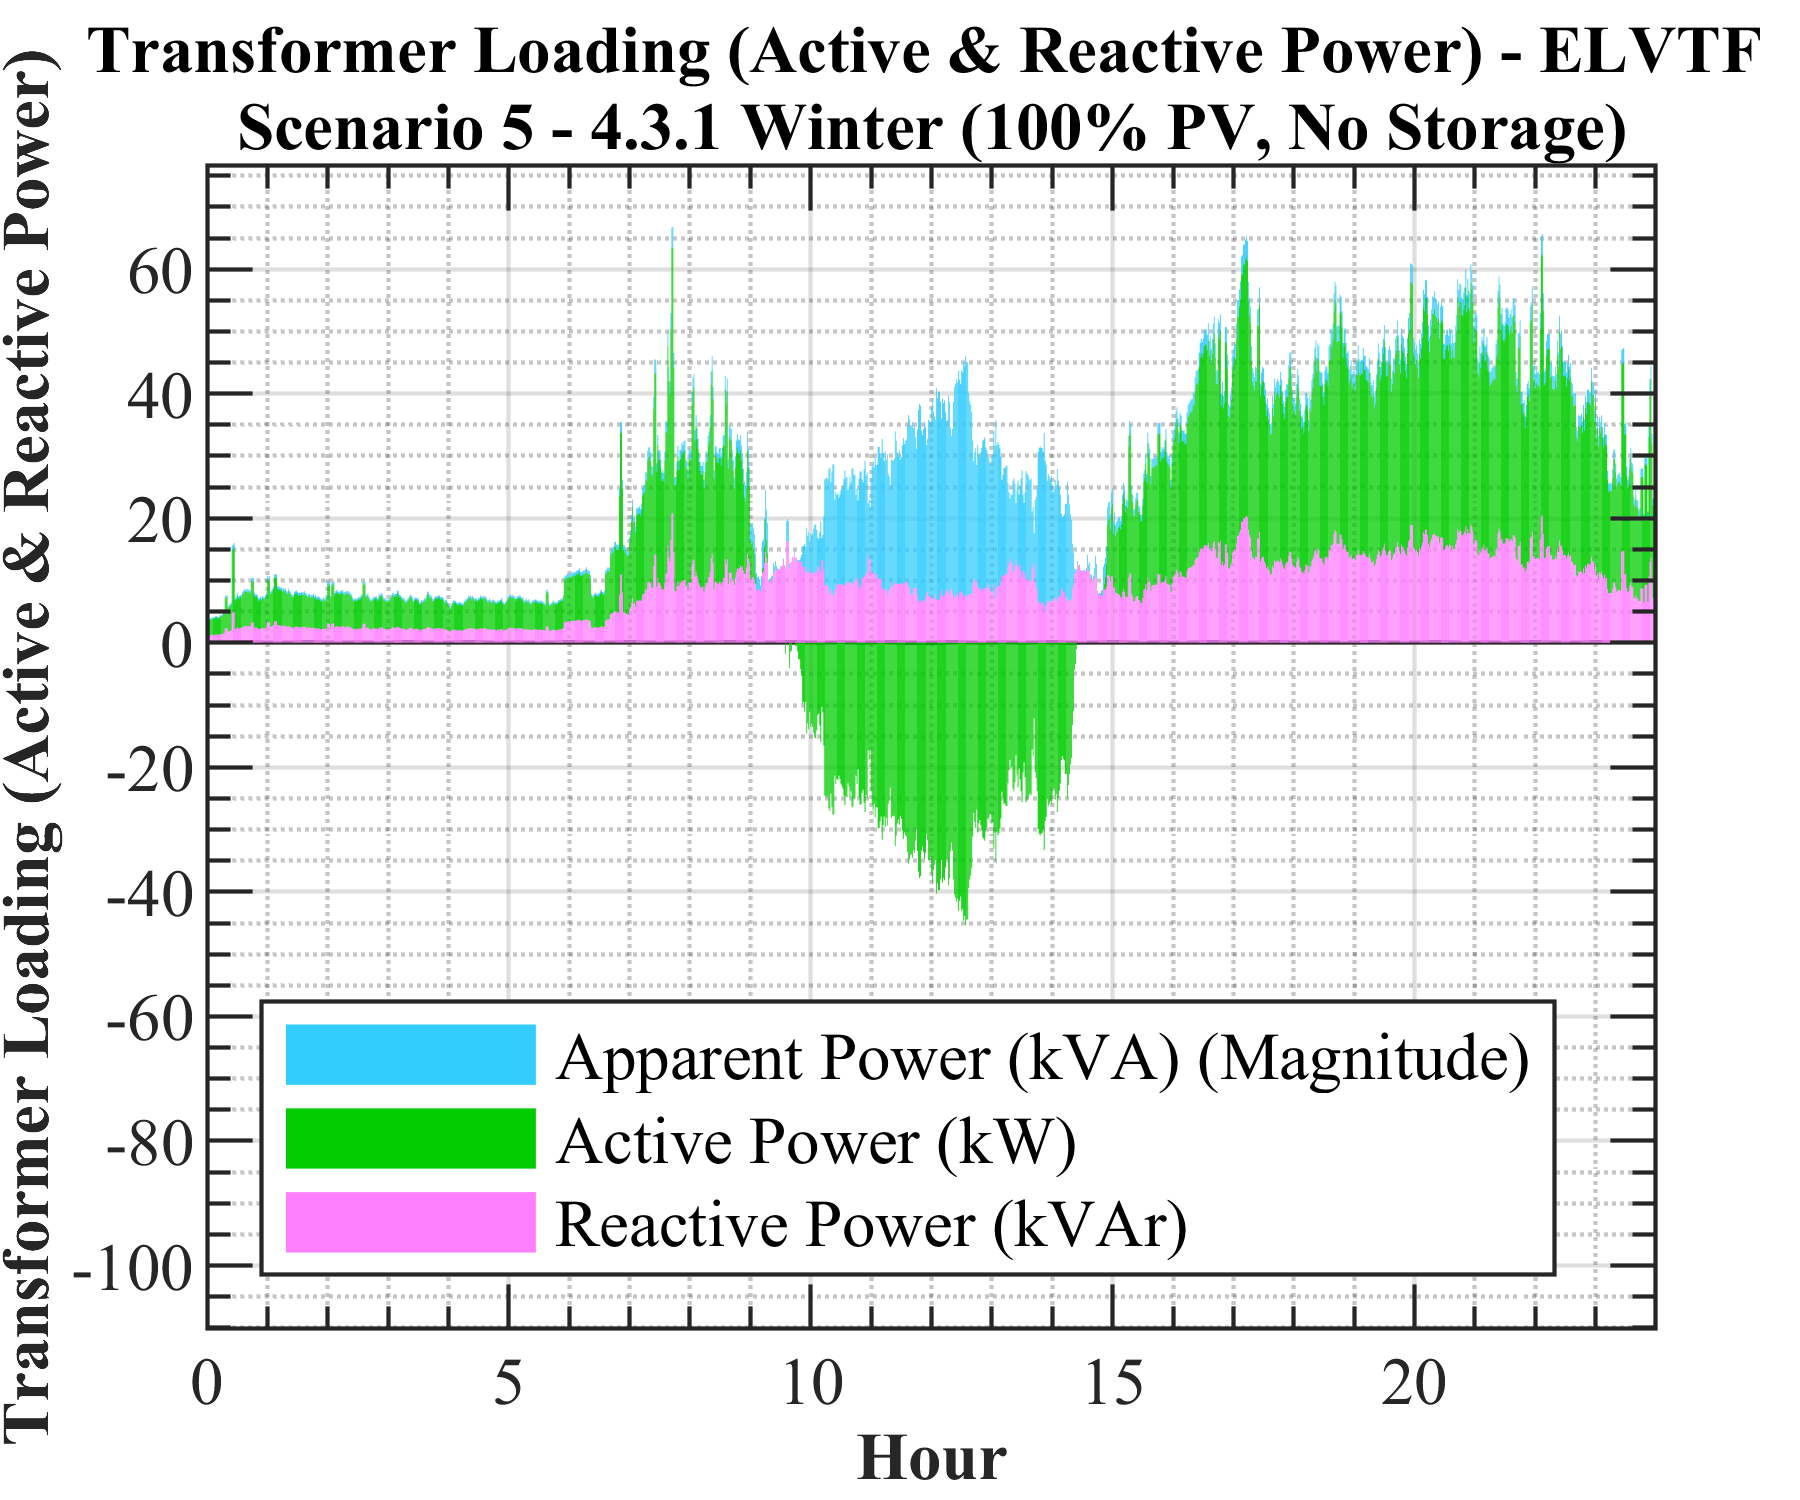 Transformer Loading (Active & Reactive Power) - ELVTF
Scenario 5 - 4.3.1 Winter (100% PV, No Storage)
Transformer Loading (Active & Reactive Power)
60
40
20
0
-20
-40
-60
-80
-100
Apparent Power (kVA) (Magnitude)
Active Power (kW)
Reactive Power (kVAr)
0 5 10 15 20
Hour